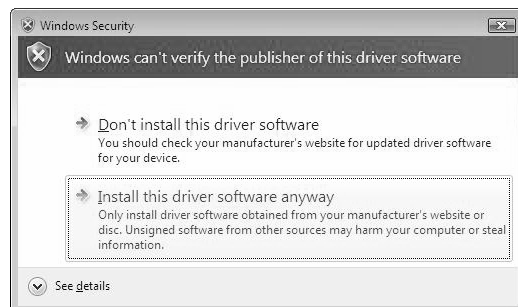 Windows Security
Windows can't verify the publisher of this driver software
Don't install this driver software
You should check your manufacturer's website for updated driver software
for your device.
Install this driver software anyway
Only install driver software obtained from your manufacturer's website or
disc. Unsigned software from other sources may harm your computer or steal
information.
See details